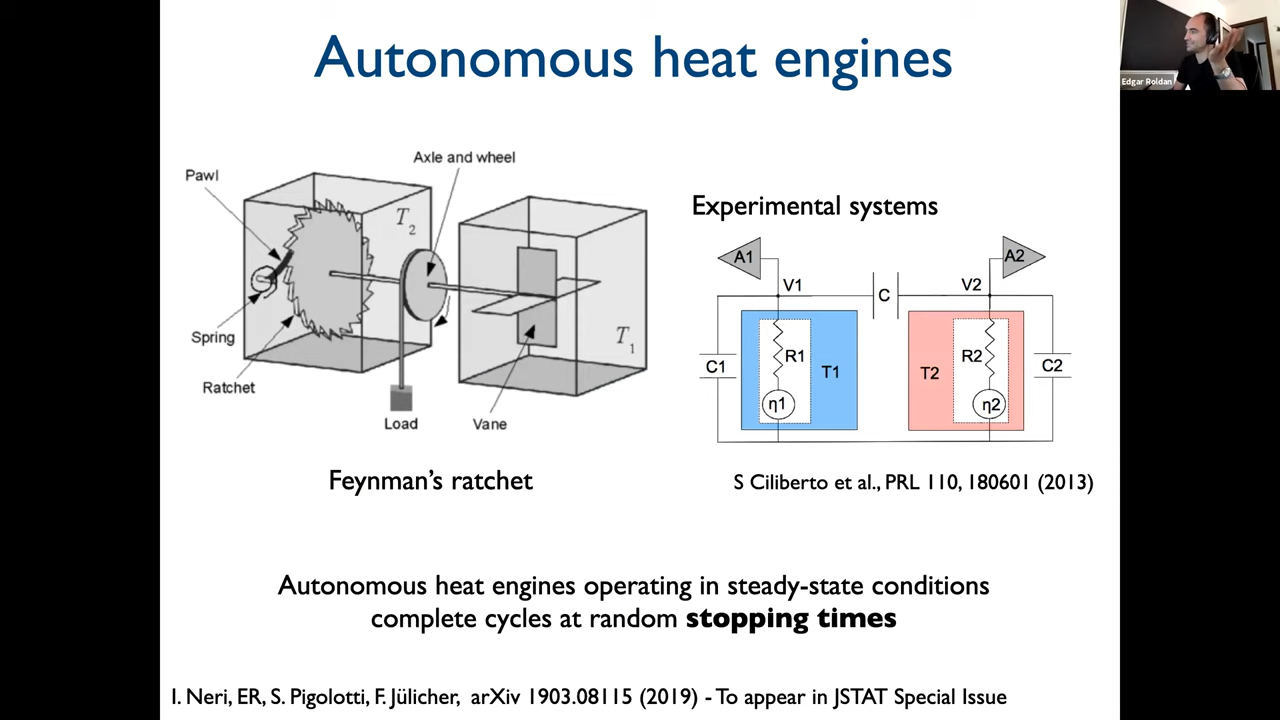 Autonomous heat engines
Edgar Roldan
Axle and wheel
Pawl
T2
Spring
Ratchet
Load
Vane
T1
Feynman's ratchet
Experimental systems
A1
A2
V1
C
V2
C1
R1
T1
T2
R2
C2
η1
η2
S Ciliberto et al., PRL 110, 180601 (2013)
Autonomous heat engines operating in steady-state conditions
complete cycles at random stopping times
I. Neri, ER, S. Pigolotti, F. Jülicher, arXiv 1903.08115 (2019) - To appear in JSTAT Special Issue